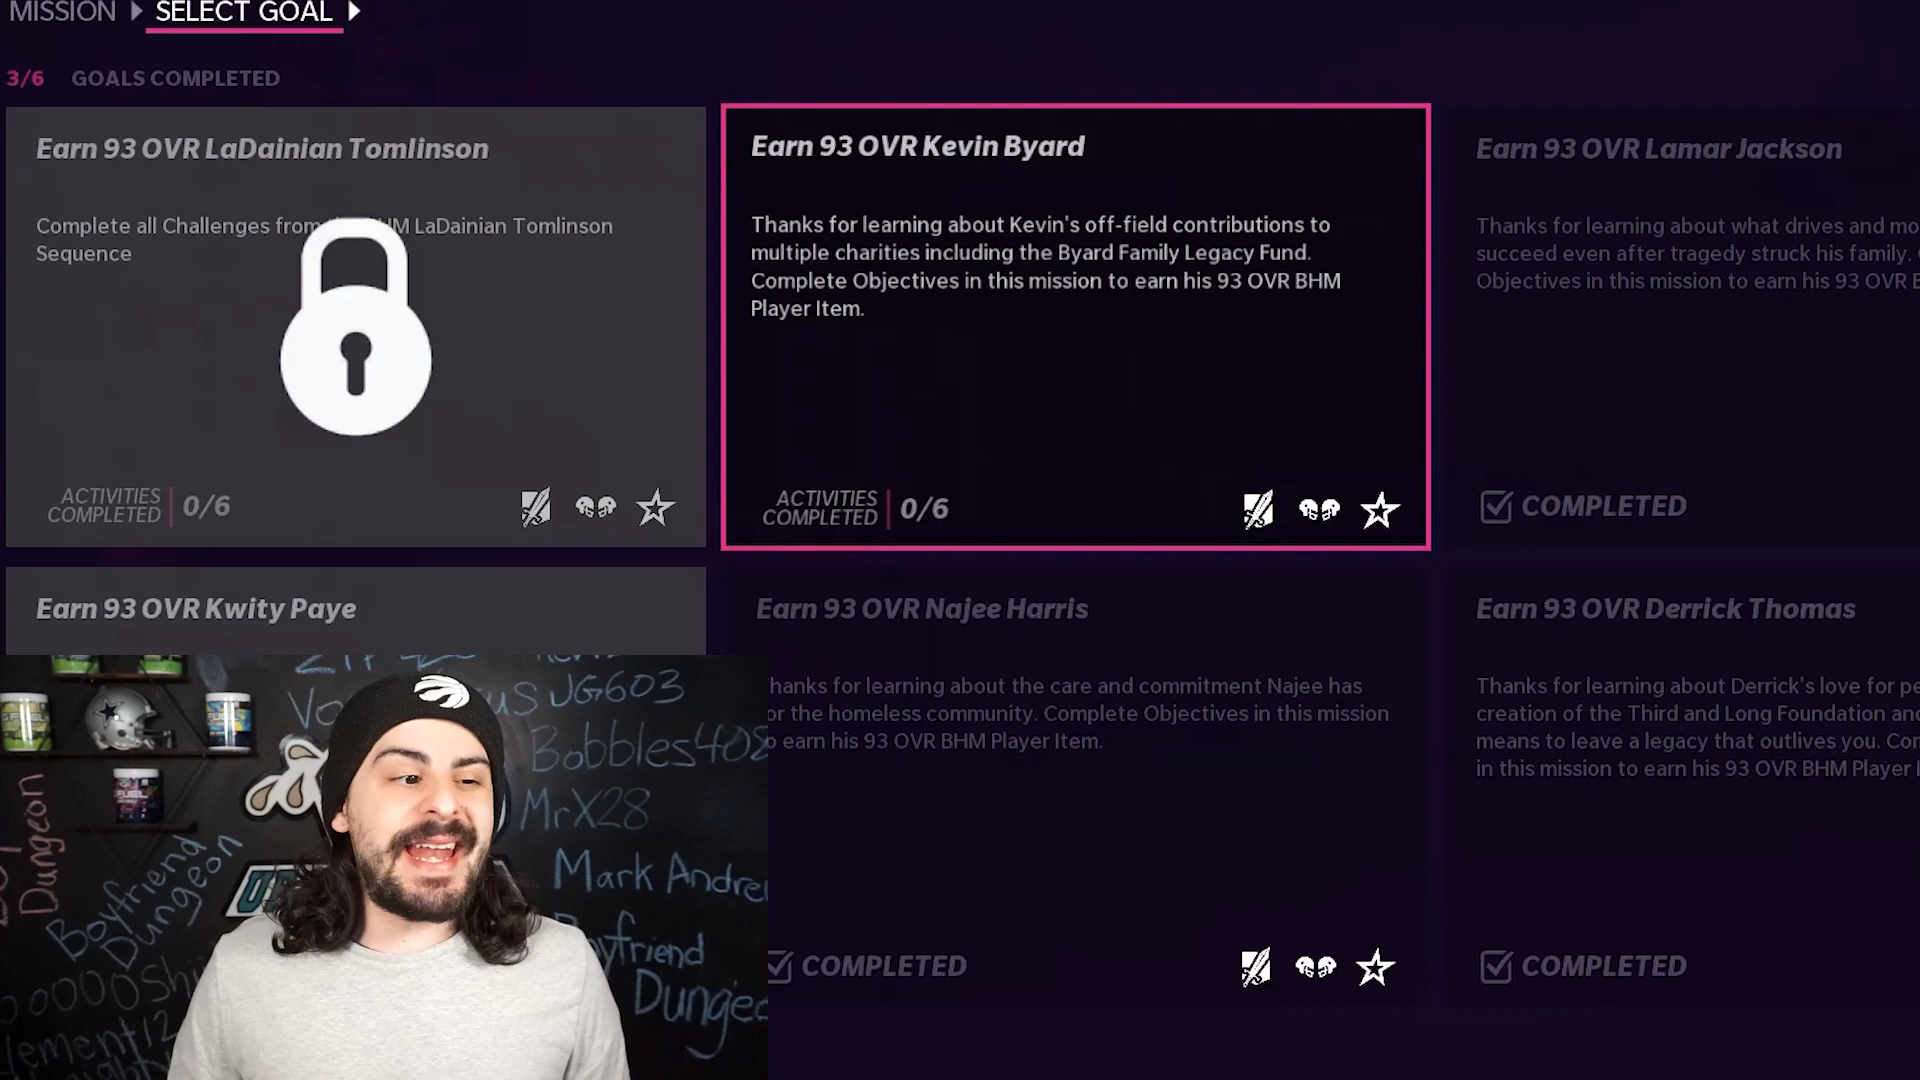 MISSION SELECT GOAL
3/6 GOALS COMPLETED
Earn 93 OVR LaDainian Tomlinson
Complete all Challenges from M LaDainian Tomlinson
Sequence
ACTIVITIES
COMPLETED 0/6
Earn 93 OVR Kevin Byard
Thanks for learning about Kevin's off-field contributions to
multiple charities including the Byard Family Legacy Fund.
Complete Objectives in this mission to earn his 93 OVR BHM
Player Item.
ACTIVITIES
COMPLETED 0/6
Earn 93 OVR Lamar Jackson
Thanks for learning about what drives and mo
succeed even after tragedy struck his family.
Objectives in this mission to earn his 93 OVR B
COMPLETED
Earn 93 OVR Kwity Paye
Earn 93 OVR Najee Harris
hanks for learning about the care and commitment Najee has
or the homeless community. Complete Objectives in this mission
o earn his 93 OVR BHM Player Item.
COMPLETED
Earn 93 OVR Derrick Thomas
Thanks for learning about Derrick's love for pe
creation of the Third and Long Foundation and
means to leave a legacy that outlives you. Con
in this mission to earn his 93 OVR BHM Player I
COMPLETED
JG603
Bobbles408
MrX28
Mark Andre
Boyfriend
Dungeon
Boyfriend
Dungeon
Dungeon
FUEL
FUEL
FUEL